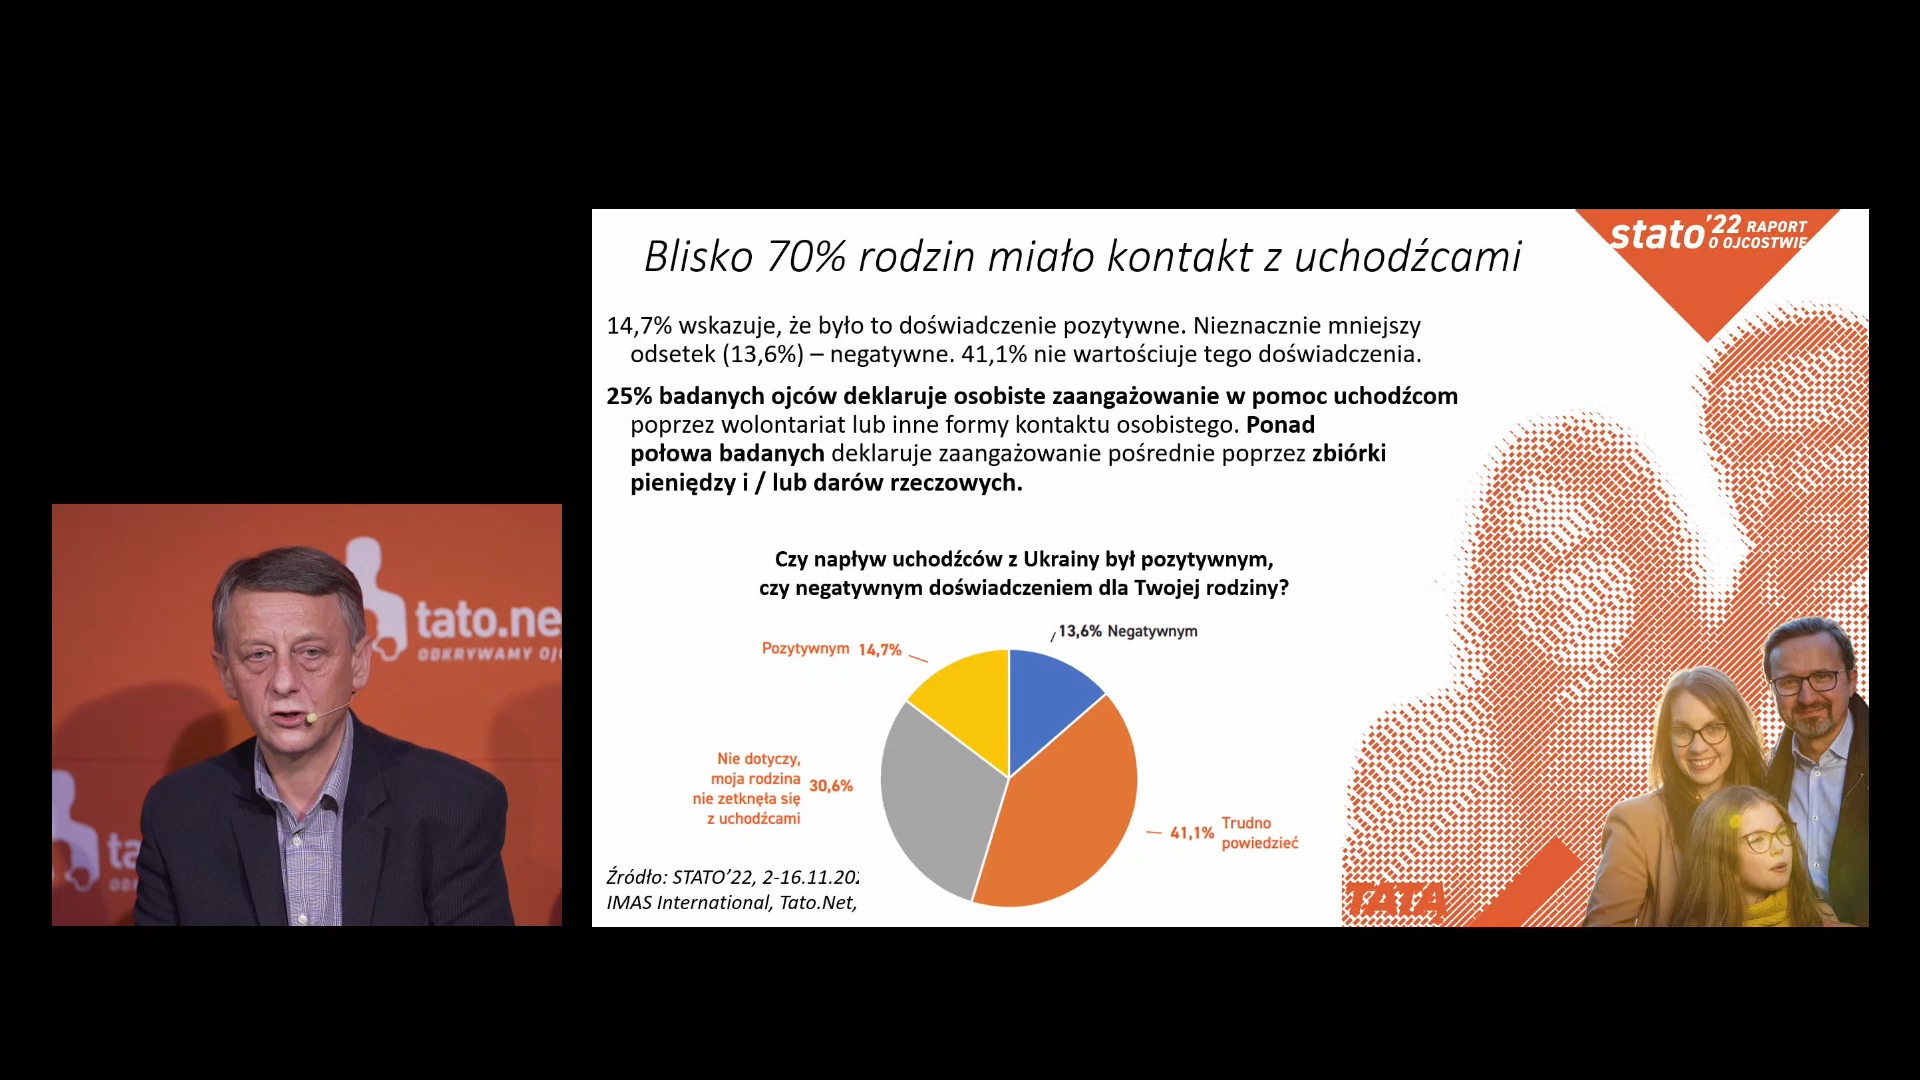 stato '22 RAPORT
O OJCOSTWIE
Blisko 70% rodzin miało kontakt z uchodźcami
14,7% wskazuje, że było to doświadczenie pozytywne. Nieznacznie mniejszy
odsetek (13,6%) – negatywne. 41,1% nie wartościuje tego doświadczenia.
25% badanych ojców deklaruje osobiste zaangażowanie w pomoc uchodźcom
poprzez wolontariat lub inne formy kontaktu osobistego. Ponad
połowa badanych deklaruje zaangażowanie pośrednie poprzez zbiórki
pieniędzy i / lub darów rzeczowych.
Czy napływ uchodźców z Ukrainy był pozytywnym,
czy negatywnym doświadczeniem dla Twojej rodziny?
13,6% Negatywnym
Pozytywnym 14,7%
Nie dotyczy,
moja rodzina
nie zetknęła się
z uchodźcami
30,6%
41,1% Trudno
powiedzieć
Źródło: STATO’22, 2-16.11.202
IMAS International, Tato.Net,
TATA
tato.ne
ODKRYWAMY OJ
ta